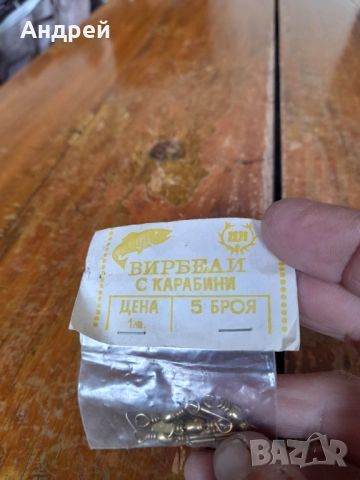 Андрей
ВИРБЕЛИ
С КАРАБИНИ
ЦЕНА
5 БРОЯ
1лв.
BAZAR